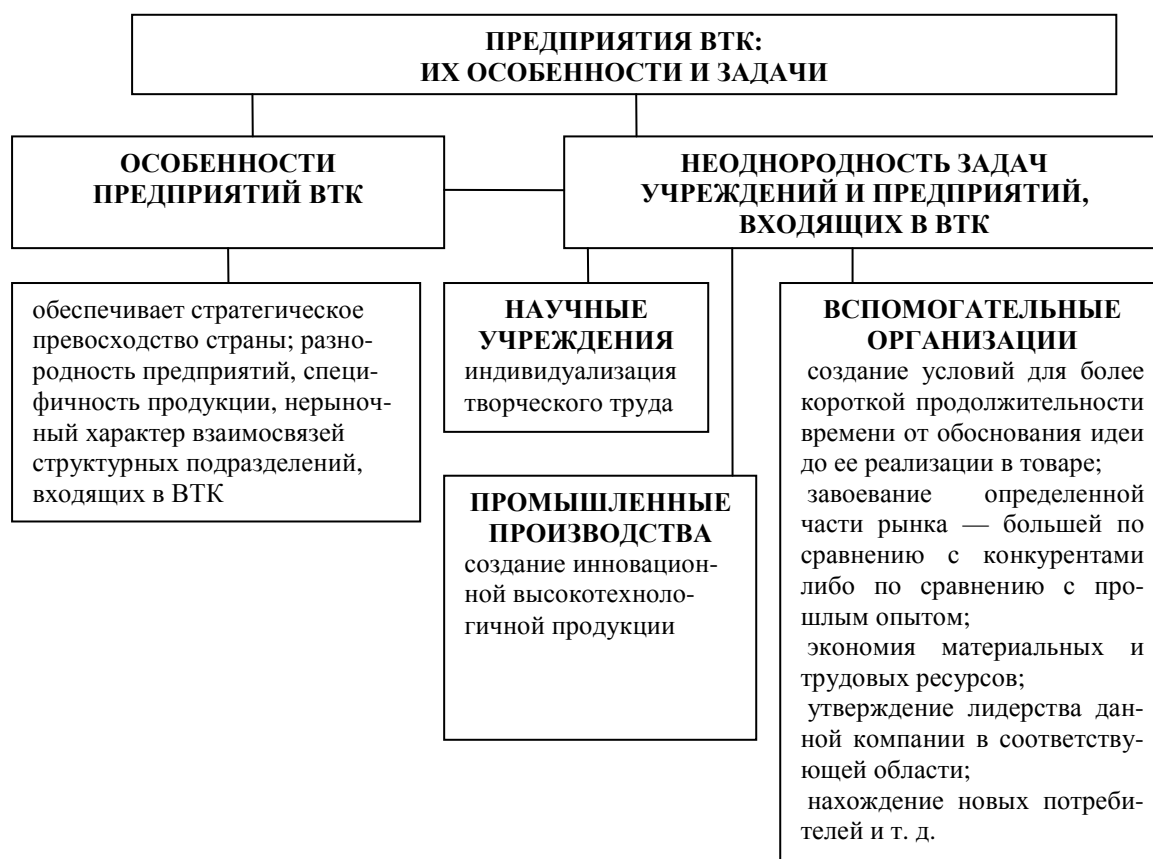 ПРЕДПРИЯТИЯ ВТК:
ИХ ОСОБЕННОСТИ И ЗАДАЧИ
ОСОБЕННОСТИ
ПРЕДПРИЯТИЙ ВТК
НЕОДНОРОДНОСТЬ ЗАДАЧ
УЧРЕЖДЕНИЙ И ПРЕДПРИЯТИЙ,
ВХОДЯЩИХ В ВТК
обеспечивает стратегическое
превосходство страны; разно-
родность предприятий, специ-
фичность продукции, нерыноч-
ный характер взаимосвязей
структурных подразделений,
входящих в ВТК
НАУЧНЫЕ
УЧРЕЖДЕНИЯ
индивидуализация
творческого труда
ПРОМЫШЛЕННЫЕ
ПРОИЗВОДСТВА
создание инновацион-
ной высокотехноло-
гичной продукции
ВСПОМОГАТЕЛЬНЫЕ
ОРГАНИЗАЦИИ
создание условий для более
короткой продолжительности
времени от обоснования идеи
до ее реализации в товаре;
завоевание определенной
части рынка — большей по
сравнению с конкурентами
либо по сравнению с про-
шлым опытом;
экономия материальных и
трудовых ресурсов;
утверждение лидерства дан-
ной компании в соответству-
ющей области;
нахождение новых потреби-
телей и т. д.